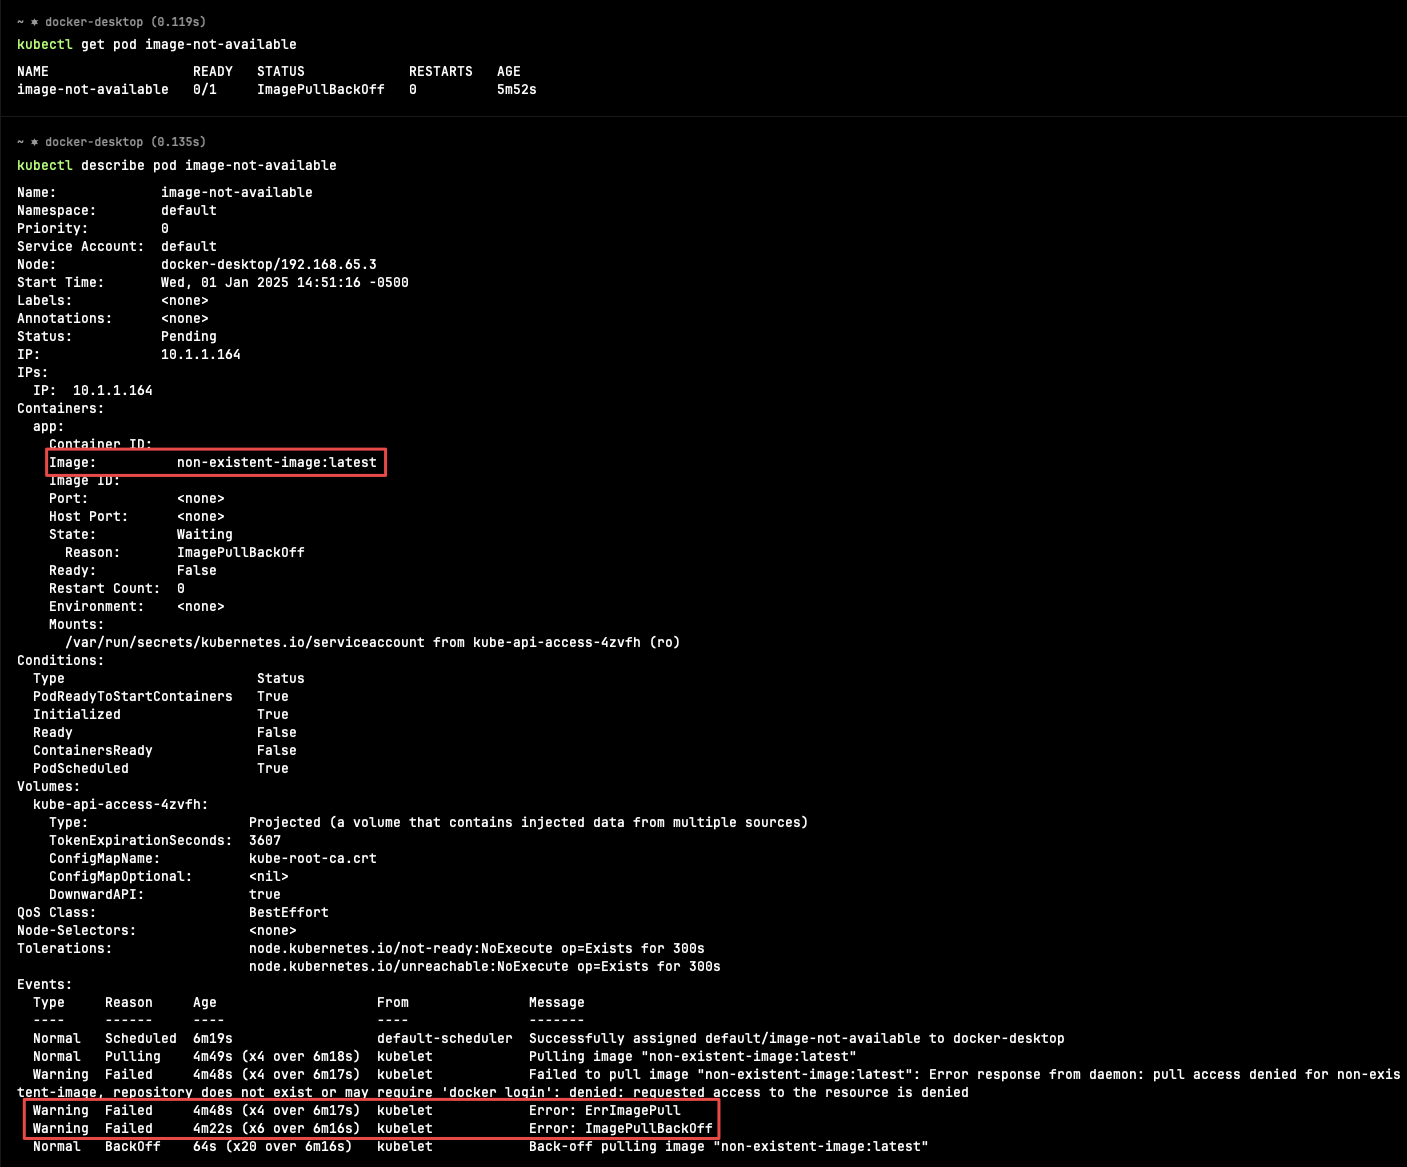 ~ ⎈ docker-desktop (0.119s)
kubectl get pod image-not-available
NAME                  READY   STATUS             RESTARTS   AGE
image-not-available   0/1     ImagePullBackOff   0          5m52s
~ ⎈ docker-desktop (0.135s)
kubectl describe pod image-not-available
Name:             image-not-available
Namespace:        default
Priority:         0
Service Account:  default
Node:             docker-desktop/192.168.65.3
Start Time:       Wed, 01 Jan 2025 14:51:16 -0500
Labels:           <none>
Annotations:      <none>
Status:           Pending
IP:               10.1.1.164
IPs:
  IP:  10.1.1.164
Containers:
  app:
    Container ID:
    Image:          non-existent-image:latest
    Image ID:
    Port:           <none>
    Host Port:      <none>
    State:          Waiting
      Reason:       ImagePullBackOff
    Ready:          False
    Restart Count:  0
    Environment:    <none>
    Mounts:
      /var/run/secrets/kubernetes.io/serviceaccount from kube-api-access-4zvfh (ro)
Conditions:
  Type                        Status
  PodReadyToStartContainers   True
  Initialized                 True
  Ready                       False
  ContainersReady             False
  PodScheduled                True
Volumes:
  kube-api-access-4zvfh:
    Type:                    Projected (a volume that contains injected data from multiple sources)
    TokenExpirationSeconds:  3607
    ConfigMapName:           kube-root-ca.crt
    ConfigMapOptional:       <nil>
    DownwardAPI:             true
QoS Class:                   BestEffort
Node-Selectors:              <none>
Tolerations:                 node.kubernetes.io/not-ready:NoExecute op=Exists for 300s
                             node.kubernetes.io/unreachable:NoExecute op=Exists for 300s
Events:
  Type     Reason     Age                    From               Message
  ----     ------     ----                   ----               -------
  Normal   Scheduled  6m19s                  default-scheduler  Successfully assigned default/image-not-available to docker-desktop
  Normal   Pulling    4m49s (x4 over 6m18s)  kubelet            Pulling image "non-existent-image:latest"
  Warning  Failed     4m48s (x4 over 6m17s)  kubelet            Failed to pull image "non-existent-image:latest": Error response from daemon: pull access denied for non-exis
tent-image, repository does not exist or may require 'docker login': denied: requested access to the resource is denied
  Warning  Failed     4m48s (x4 over 6m17s)  kubelet            Error: ErrImagePull
  Warning  Failed     4m22s (x6 over 6m16s)  kubelet            Error: ImagePullBackOff
  Normal   BackOff    64s (x20 over 6m16s)   kubelet            Back-off pulling image "non-existent-image:latest"